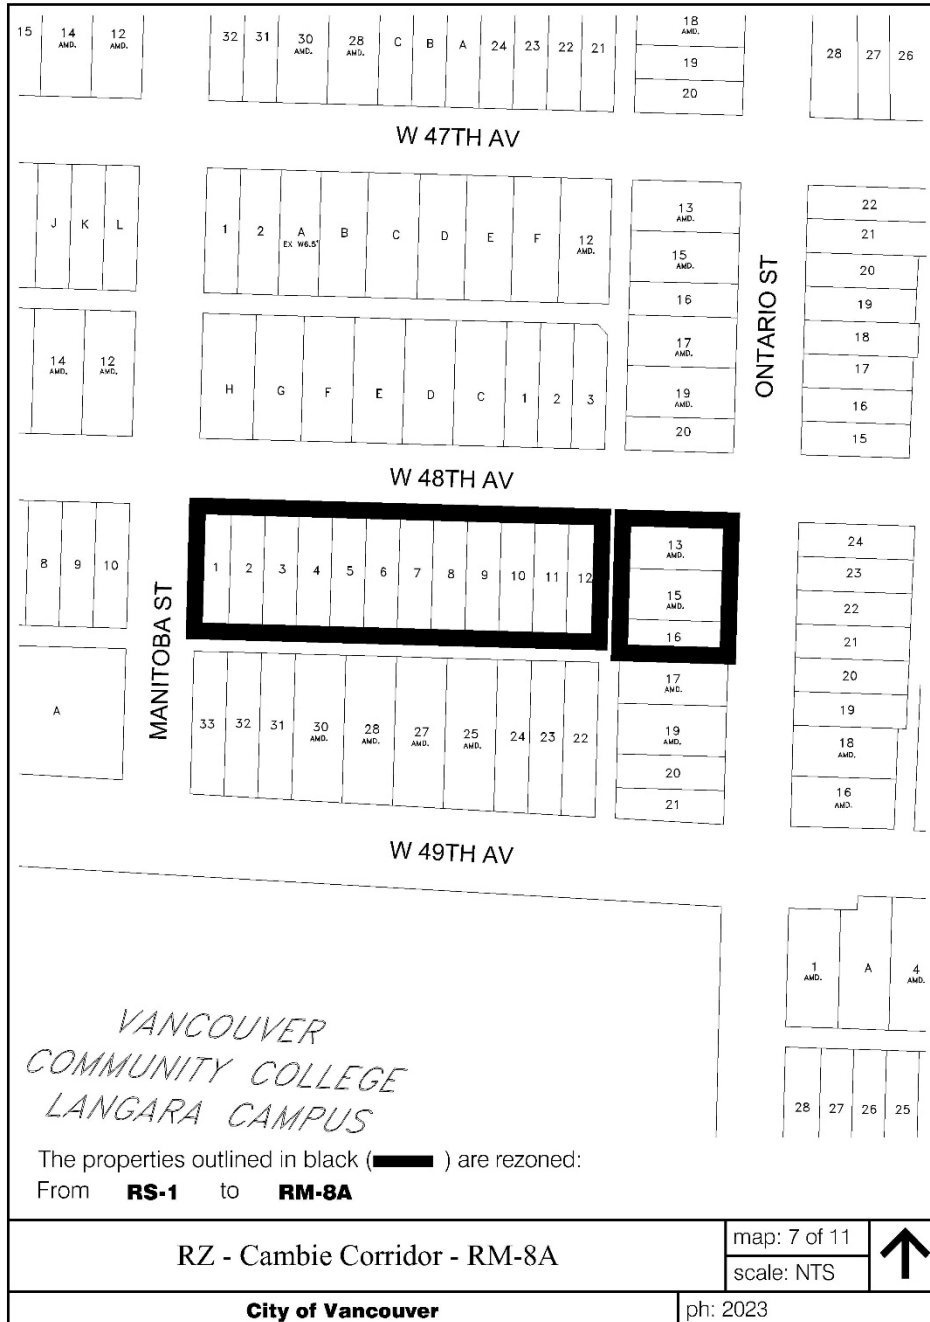 15 14 12 32 31 30 28 C B A 24 23 22 21 18 28 27 26
AMD. AMD. AMD. AMD. AMD.
19
20
W 47TH AV
J K L 1 2 A B C D E F 12 13 22
EX W6.5' AMD. AMD.
21
15
AMD.
20
16 19
17 18
AMD.
17
14 12 H G F E D C 1 2 3 19 16
AMD. AMD. AMD.
20 15
ONTARIO ST
W 48TH AV
8 9 10 1 2 3 4 5 6 7 8 9 10 11 12 13 24
AMD.
23
15 22
AMD.
16 21
MANITOBA ST
A 33 32 31 30 28 27 25 24 23 22 17 20
AMD. AMD. AMD. AMD. AMD.
19
19 18
AMD. AMD.
20 16
AMD.
21
W 49TH AV
1 A 4
AMD. AMD.
28 27 26 25
VANCOUVER
COMMUNITY COLLEGE
LANGARA CAMPUS
The properties outlined in black ( ) are rezoned:
From RS-1 to RM-8A
RZ - Cambie Corridor - RM-8A
map: 7 of 11
scale: NTS
City of Vancouver
ph: 2023